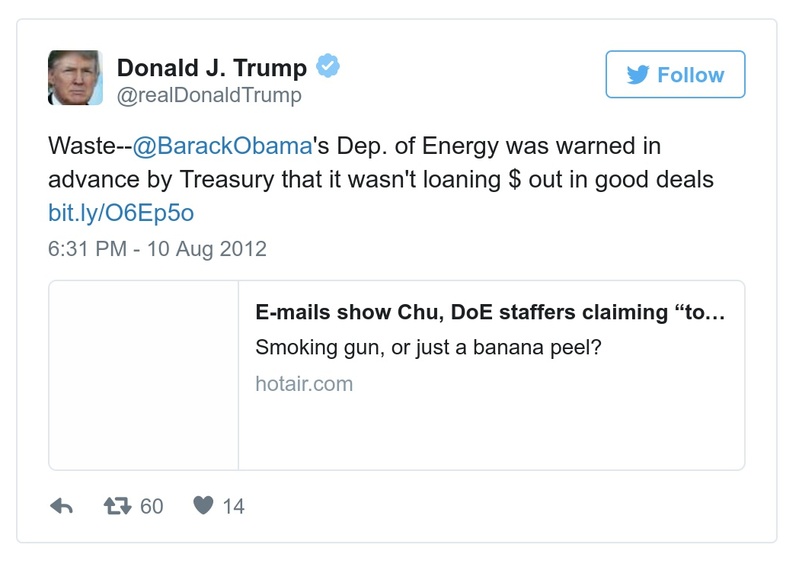 Donald J. Trump
@realDonaldTrump
Follow
Waste--@BarackObama's Dep. of Energy was warned in
advance by Treasury that it wasn't loaning $ out in good deals
bit.ly/O6Ep5o
6:31 PM - 10 Aug 2012
E-mails show Chu, DoE staffers claiming “to…
Smoking gun, or just a banana peel?
hotair.com
60
14